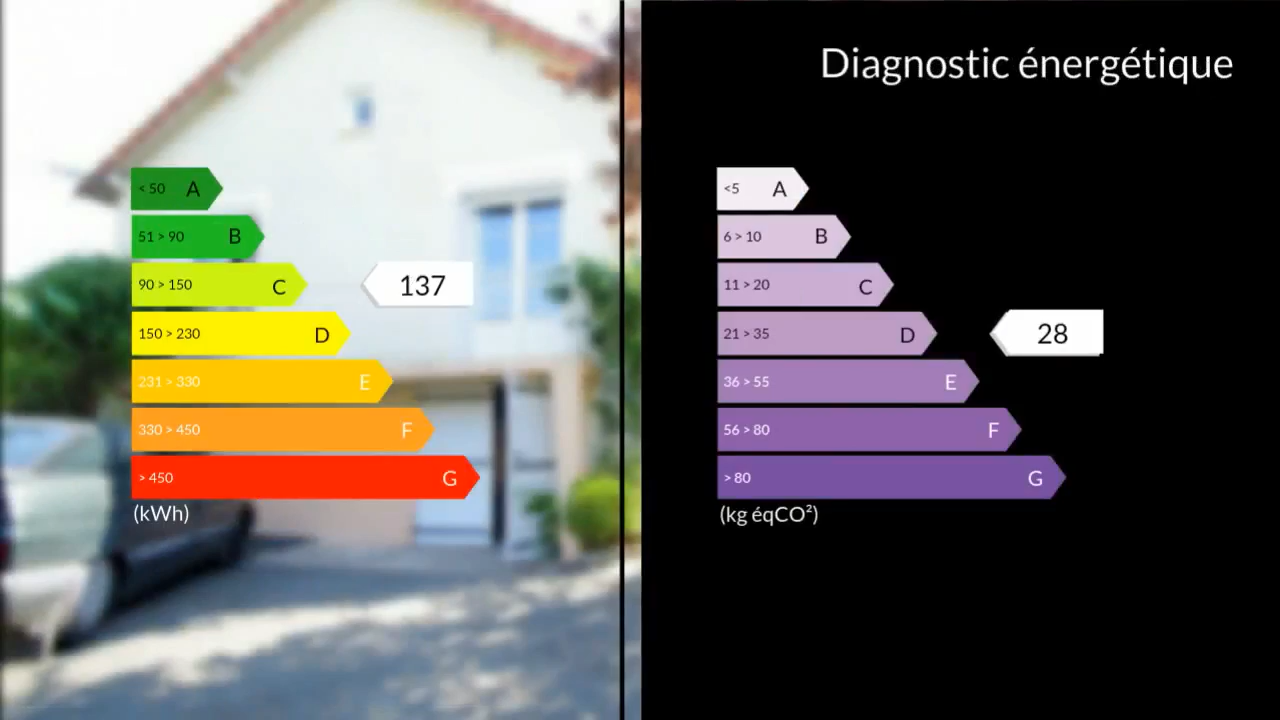 Diagnostic énergétique
< 50 A
51 > 90 B
90 > 150 C
137
150 > 230 D
231 > 330 E
330 > 450 F
> 450 G
(kWh)
<5 A
6 > 10 B
11 > 20 C
21 > 35 D
28
36 > 55 E
56 > 80 F
> 80 G
(kg éqCO²)